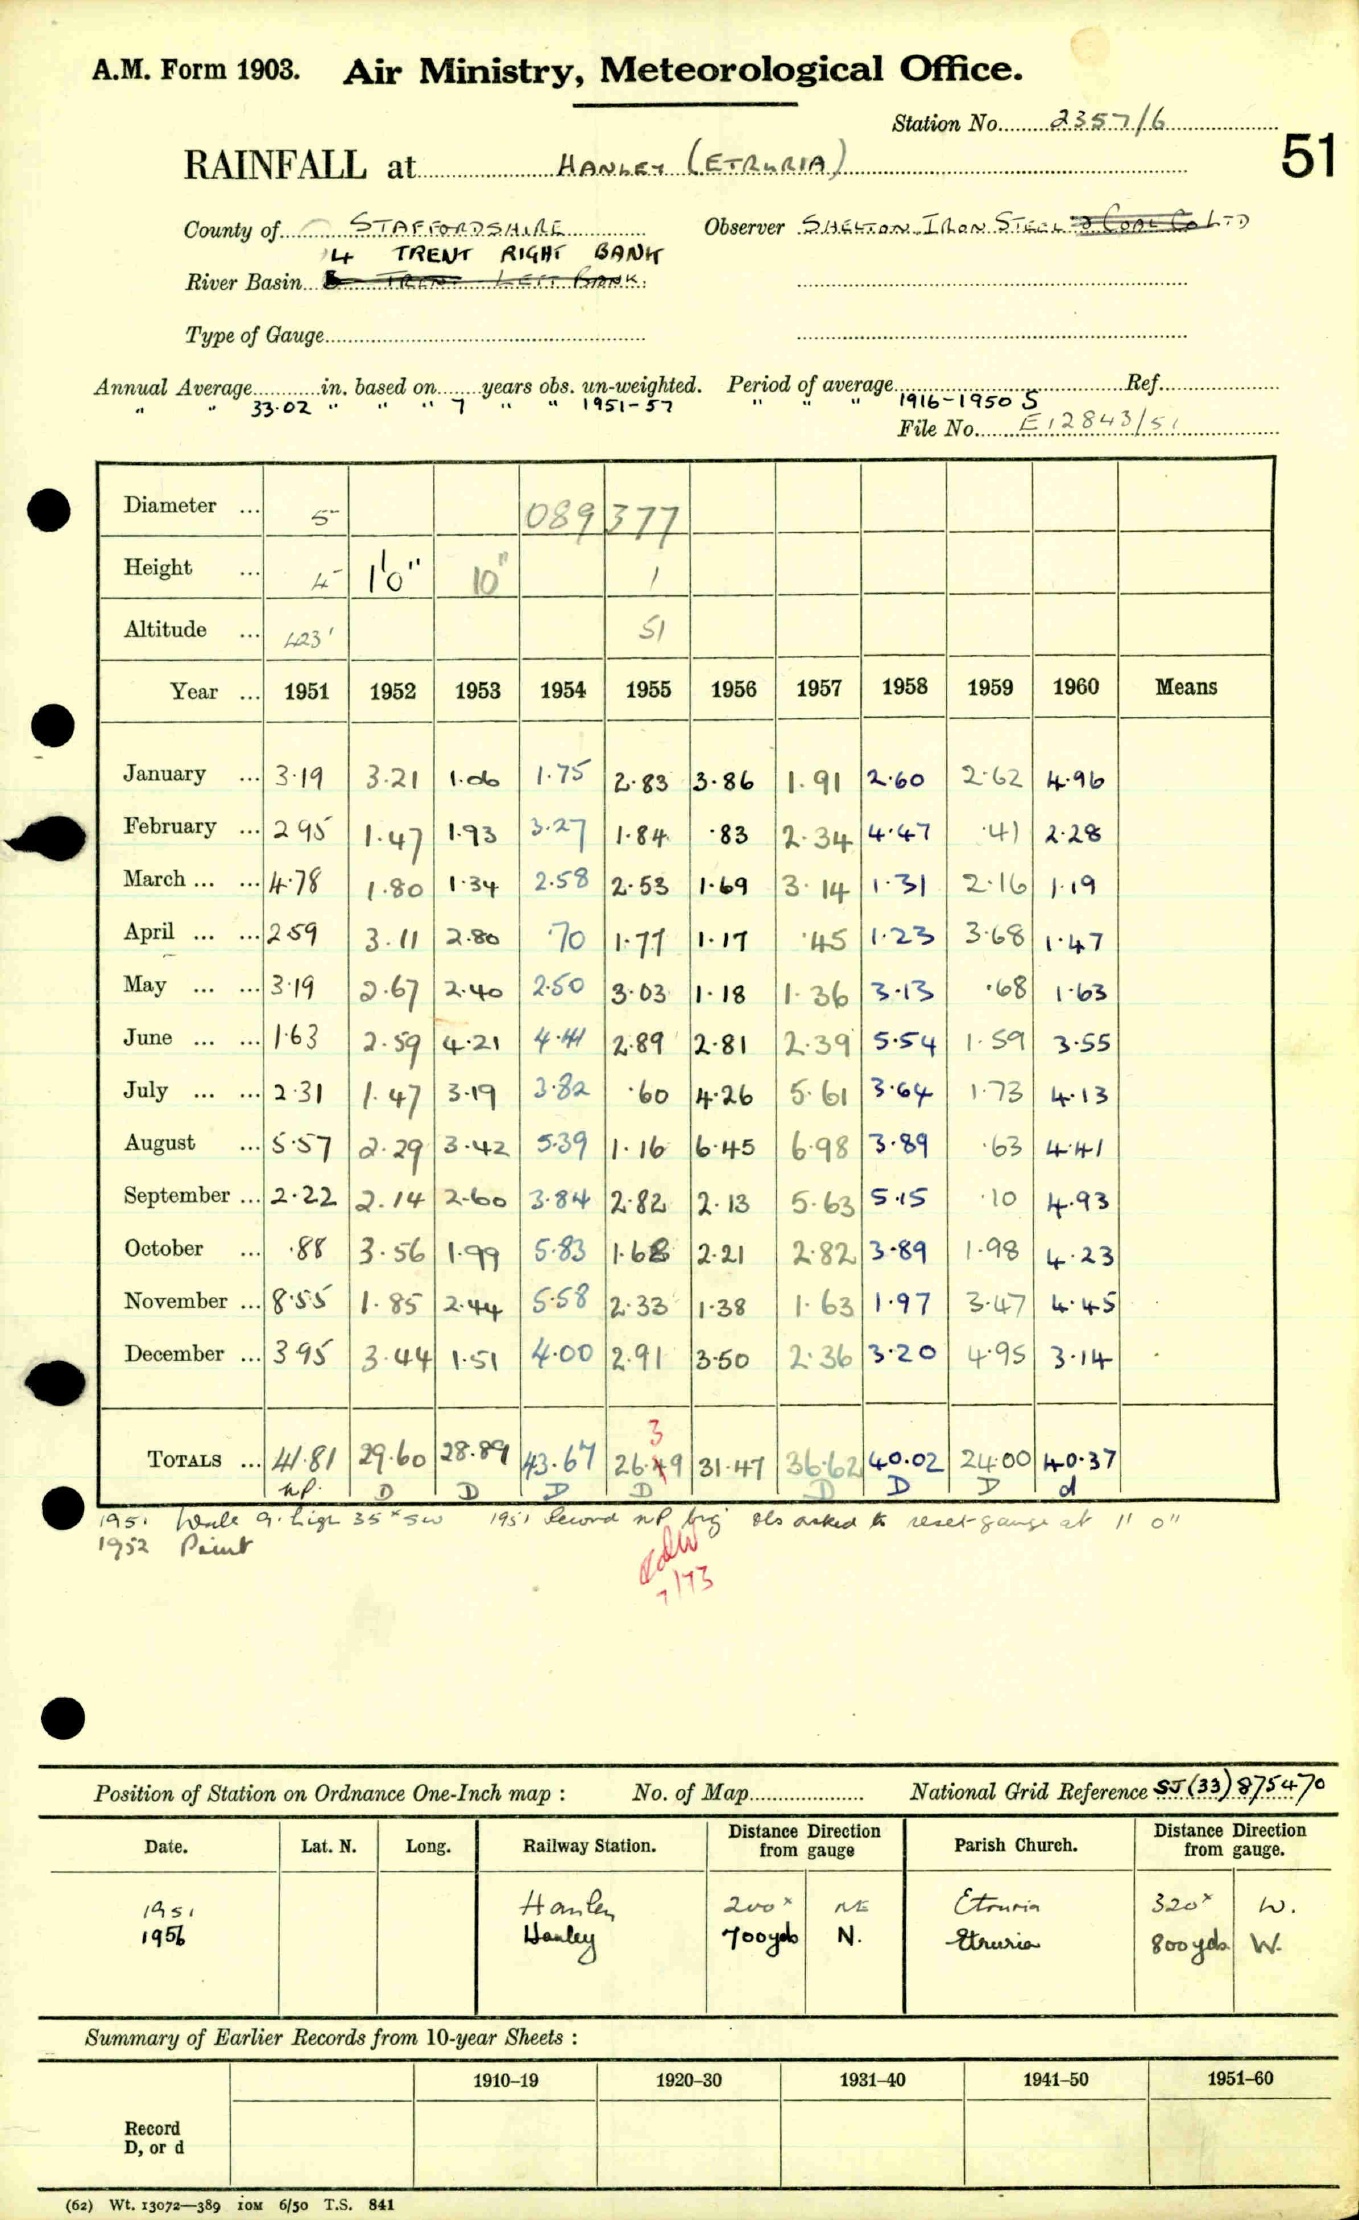 A.M. Form 1903. Air Ministry, Meteorological Office.
Station No. 2357/6
51
RAINFALL at HANLEY (ETRURIA)
County of STAFFORDSHIRE Observer SHELTON IRON STEEL & COAL Co LTD
4 TRENT RIGHT BANK
River Basin TRENT LEFT BANK.
Type of Gauge
Annual Average in. based on years obs. un-weighted. Period of average Ref.
" " 33.02 " " " 7 " " 1951-57 " " " 1916-1950 S
File No. E12843/51
Diameter ... 5" 089 377
Height ... 4" 1'0" 10" 1
Altitude ... 423' 51
Year ... 1951 1952 1953 1954 1955 1956 1957 1958 1959 1960 Means
January ... 3.19 3.21 1.06 1.75 2.83 3.86 1.91 2.60 2.62 4.96
February ... 2 95 1.47 1.93 3.27 1.84 .83 2.34 4.47 .41 2.28
March ... ... 4.78 1.80 1.34 2.58 2.53 1.69 3.14 1.31 2.16 1.19
April ... ... 2 59 3.11 2.80 .70 1.77 1.17 .45 1.23 3.68 1.47
May ... ... 3.19 2.67 2.40 2.50 3.03 1.18 1.36 3.13 .68 1.63
June ... ... 1.63 2.59 4.21 4.41 2.89 2.81 2.39 5.54 1.59 3.55
July ... ... 2.31 1.47 3.19 3.82 .60 4.26 5.61 3.64 1.73 4.13
August ... 5.57 2.29 3.42 5.39 1.16 6.45 6.98 3.89 .63 4.41
September ... 2.22 2.14 2.60 3.84 2.82 2.13 5.63 5.15 .10 4.93
October ... .88 3.56 1.99 5.83 1.68 2.21 2.82 3.89 1.98 4.23
November ... 8.55 1.85 2.44 5.58 2.33 1.38 1.63 1.97 3.47 4.45
December ... 3 95 3.44 1.51 4.00 2.91 3.50 2.36 3.20 4.95 3.14
3
TOTALS ... 41.81 29.60 28.89 43.67 26.49 31.47 36.62 40.02 24.00 40.37
NP. D D D D D D D d
1951 9' high 35x SW 1951 Record NP obs asked to reset gauge at 1' 0"
1952 Paint
7/73
Position of Station on Ordnance One-Inch map : No. of Map National Grid Reference SJ(33)875470
Date. Lat. N. Long. Railway Station. Distance from gauge Direction Parish Church. Distance from gauge. Direction
1951 Hanley 200x NE Etruria 320x W.
1956 Hanley 700yds N. Etruria 800yds W.
Summary of Earlier Records from 10-year Sheets :
1910–19 1920–30 1931–40 1941–50 1951–60
Record
D, or d
(62) Wt. 13072—389 10M 6/50 T.S. 841